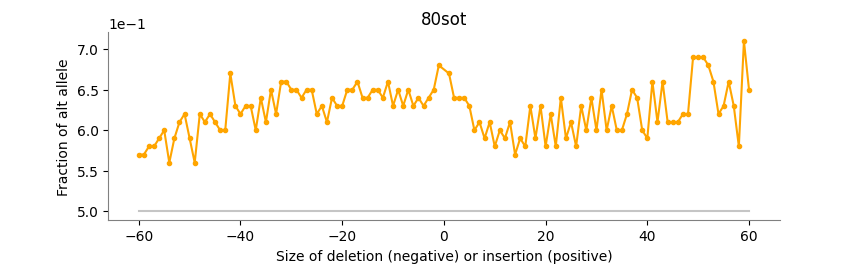 80sot
1e−1
7.0
6.5
6.0
5.5
5.0
Fraction of alt allele
−60 −40 −20 0 20 40 60
Size of deletion (negative) or insertion (positive)